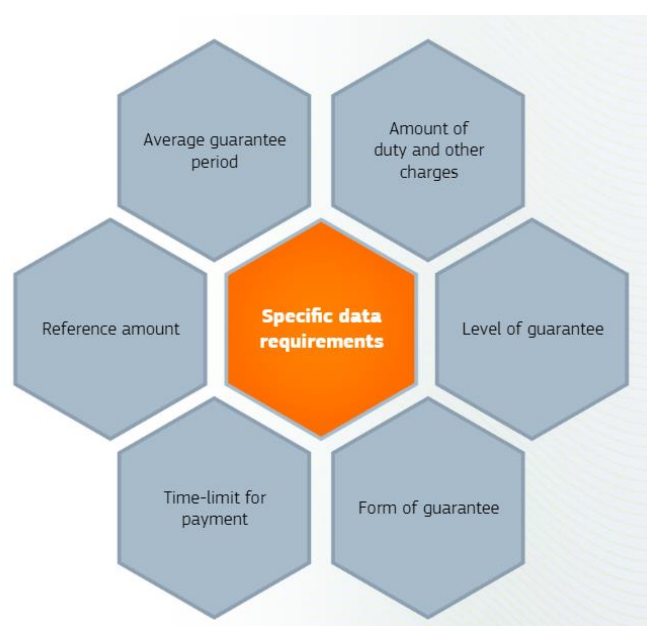 Average guarantee
period
Amount of
duty and other
charges
Reference amount
Specific data
requirements
Level of guarantee
Time-limit for
payment
Form of guarantee